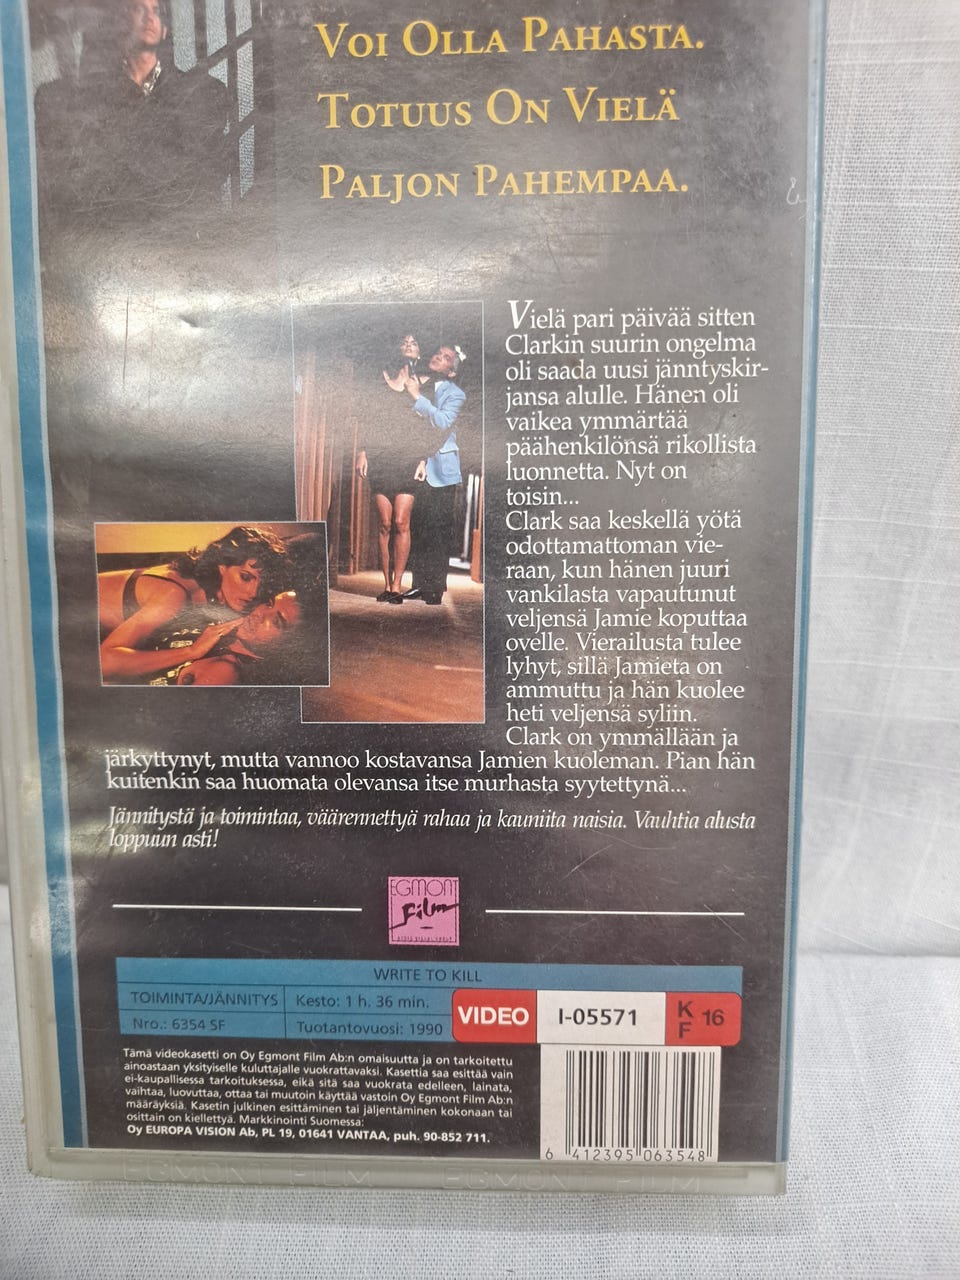 VOI OLLA PAHASTA.
TOTUUS ON VIELÄ
PALJON PAHEMPAA.
Vielä pari päivää sitten
Clarkin suurin ongelma
oli saada uusi jänntyskir-
jansa alulle. Hänen oli
vaikea ymmärtää
päähenkilönsä rikollista
luonnetta. Nyt on
toisin...
Clark saa keskellä yötä
odottamattoman vie-
raan, kun hänen juuri
vankilasta vapautunut
veljensä Jamie koputtaa
ovelle. Vierailusta tulee
lyhyt, sillä Jamieta on
ammuttu ja hän kuolee
heti veljensä syliin.
Clark on ymmällään ja
järkyttynyt, mutta vannoo kostavansa Jamien kuoleman. Pian hän
kuitenkin saa huomata olevansa itse murhasta syytettynä...
Jännitystä ja toimintaa, väärennettyä rahaa ja kauniita naisia. Vauhtia alusta
loppuun asti!
EGMONT
Film
WRITE TO KILL
TOIMINTA/JÄNNITYS
Kesto: 1 h. 36 min.
Nro.: 6354 SF
Tuotantovuosi: 1990
VIDEO I-05571 K F 16
Tämä videokasetti on Oy Egmont Film Ab:n omaisuutta ja on tarkoitettu
ainoastaan yksityiselle kuluttajalle vuokrattavaksi. Kasettia saa esittää vain
ei-kaupallisessa tarkoituksessa, eikä sitä saa vuokrata edelleen, lainata,
vaihtaa, luovuttaa, ottaa tai muutoin käyttää vastoin Oy Egmont Film Ab:n
määräyksiä. Kasetin julkinen esittäminen tai jäljentäminen kokonaan tai
osittain on kiellettyä. Markkinointi Suomessa:
Oy EUROPA VISION Ab, PL 19, 01641 VANTAA, puh. 90-852 711.
6 412395 063548
EGMONT FILM EGMONT FILM